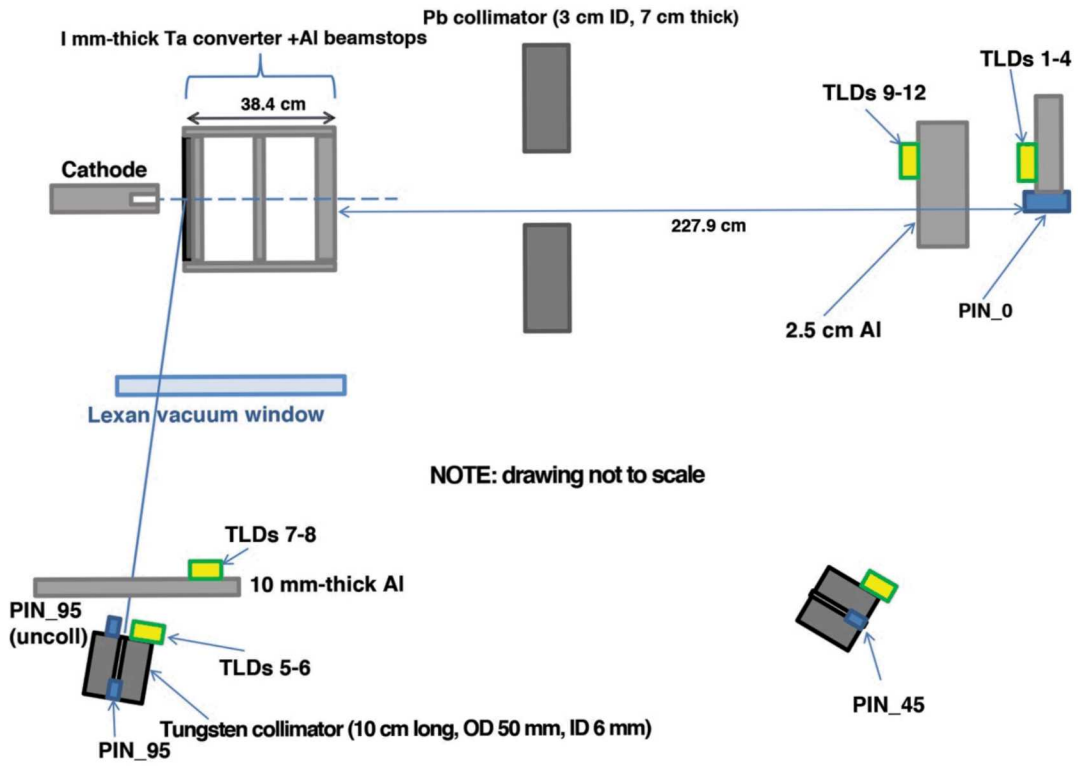 Pb collimator (3 cm ID, 7 cm thick)
I mm-thick Ta converter +Al beamstops
TLDs 1-4
TLDs 9-12
38.4 cm
Cathode
227.9 cm
PIN_0
2.5 cm Al
Lexan vacuum window
NOTE: drawing not to scale
TLDs 7-8
10 mm-thick Al
PIN_95
(uncoll)
TLDs 5-6
PIN_45
Tungsten collimator (10 cm long, OD 50 mm, ID 6 mm)
PIN_95